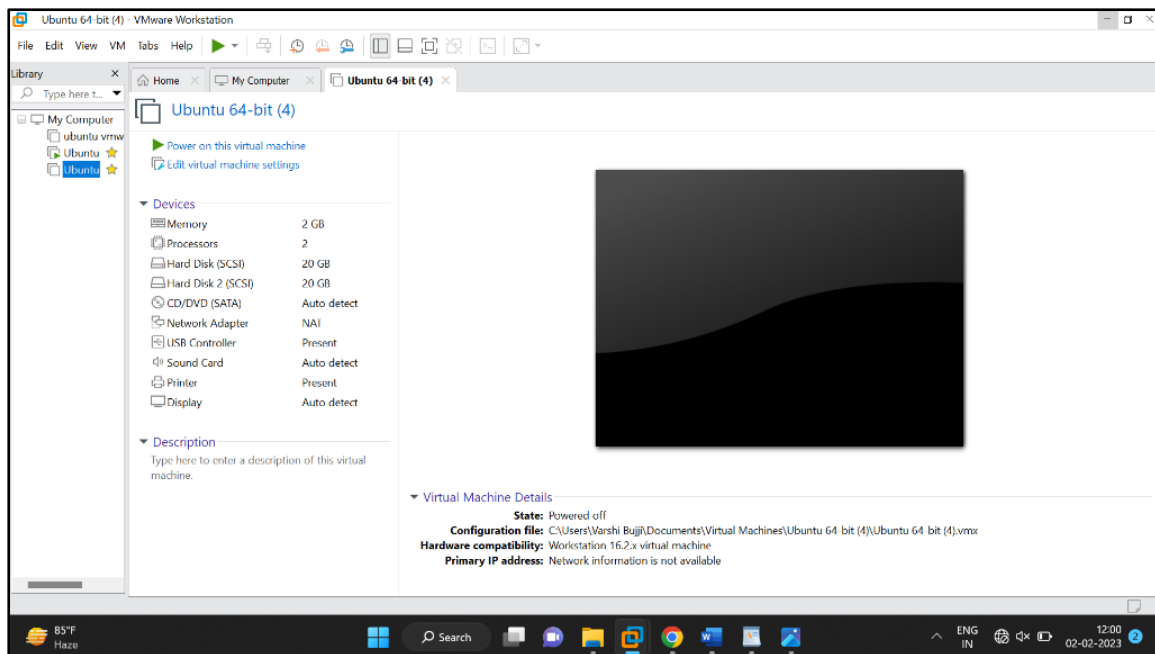 Ubuntu 64-bit (4) - VMware Workstation
File Edit View VM Tabs Help
Library
Type here t...
My Computer
ubuntu vmw
Ubuntu
Ubuntu
Home
My Computer
Ubuntu 64-bit (4)
Ubuntu 64-bit (4)
Power on this virtual machine
Edit virtual machine settings
Devices
Memory 2 GB
Processors 2
Hard Disk (SCSI) 20 GB
Hard Disk 2 (SCSI) 20 GB
CD/DVD (SATA) Auto detect
Network Adapter NAT
USB Controller Present
Sound Card Auto detect
Printer Present
Display Auto detect
Description
Type here to enter a description of this virtual
machine.
Virtual Machine Details
State: Powered off
Configuration file: C:\Users\Varshi Bujji\Documents\Virtual Machines\Ubuntu 64-bit (4)\Ubuntu 64-bit (4).vmx
Hardware compatibility: Workstation 16.2.x virtual machine
Primary IP address: Network information is not available
85°F
Haze
Search
ENG
IN
12:00
02-02-2023
2